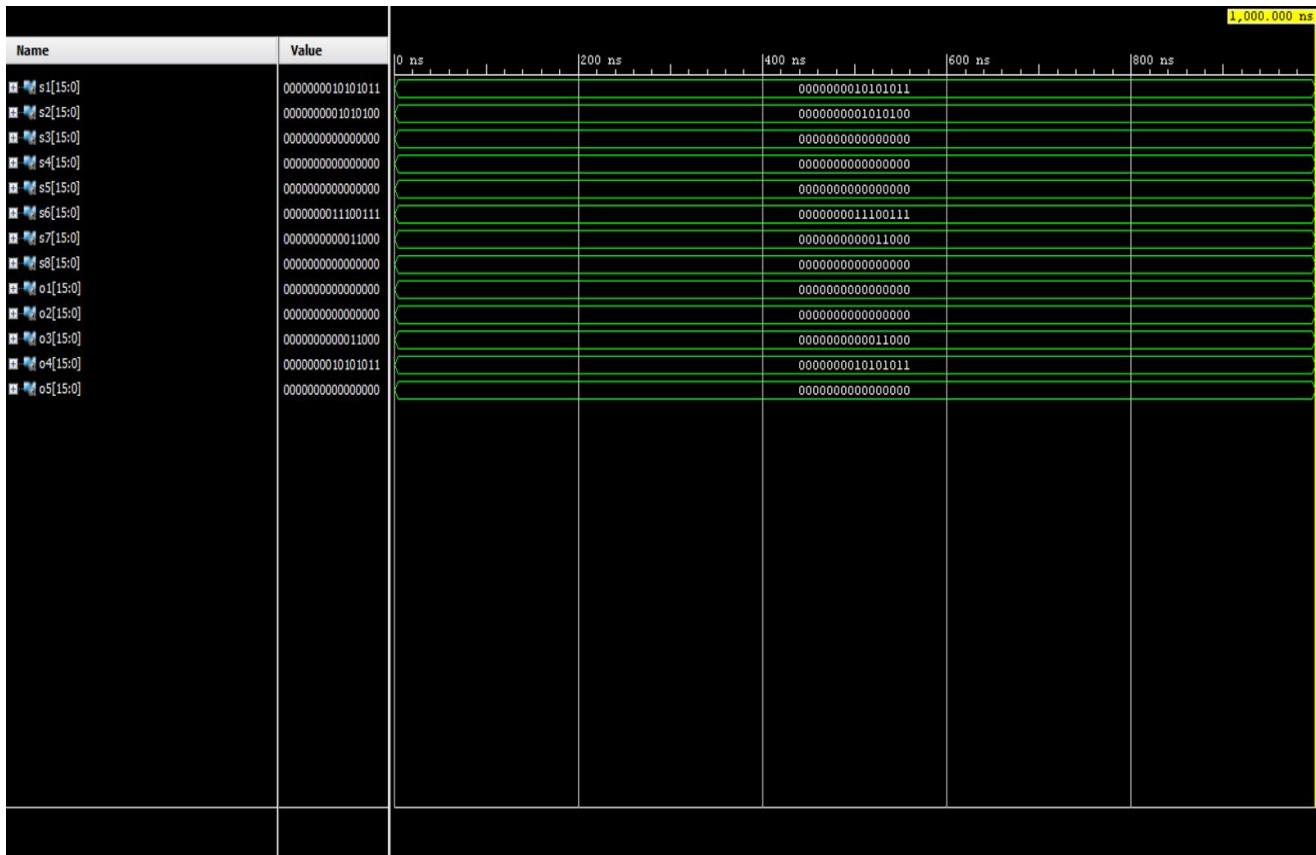 1,000.000 ns
Name Value
0 ns 200 ns 400 ns 600 ns 800 ns
s1[15:0] 0000000010101011 0000000010101011
s2[15:0] 0000000001010100 0000000001010100
s3[15:0] 0000000000000000 0000000000000000
s4[15:0] 0000000000000000 0000000000000000
s5[15:0] 0000000000000000 0000000000000000
s6[15:0] 0000000011100111 0000000011100111
s7[15:0] 0000000000011000 0000000000011000
s8[15:0] 0000000000000000 0000000000000000
o1[15:0] 0000000000000000 0000000000000000
o2[15:0] 0000000000000000 0000000000000000
o3[15:0] 0000000000011000 0000000000011000
o4[15:0] 0000000010101011 0000000010101011
o5[15:0] 0000000000000000 0000000000000000